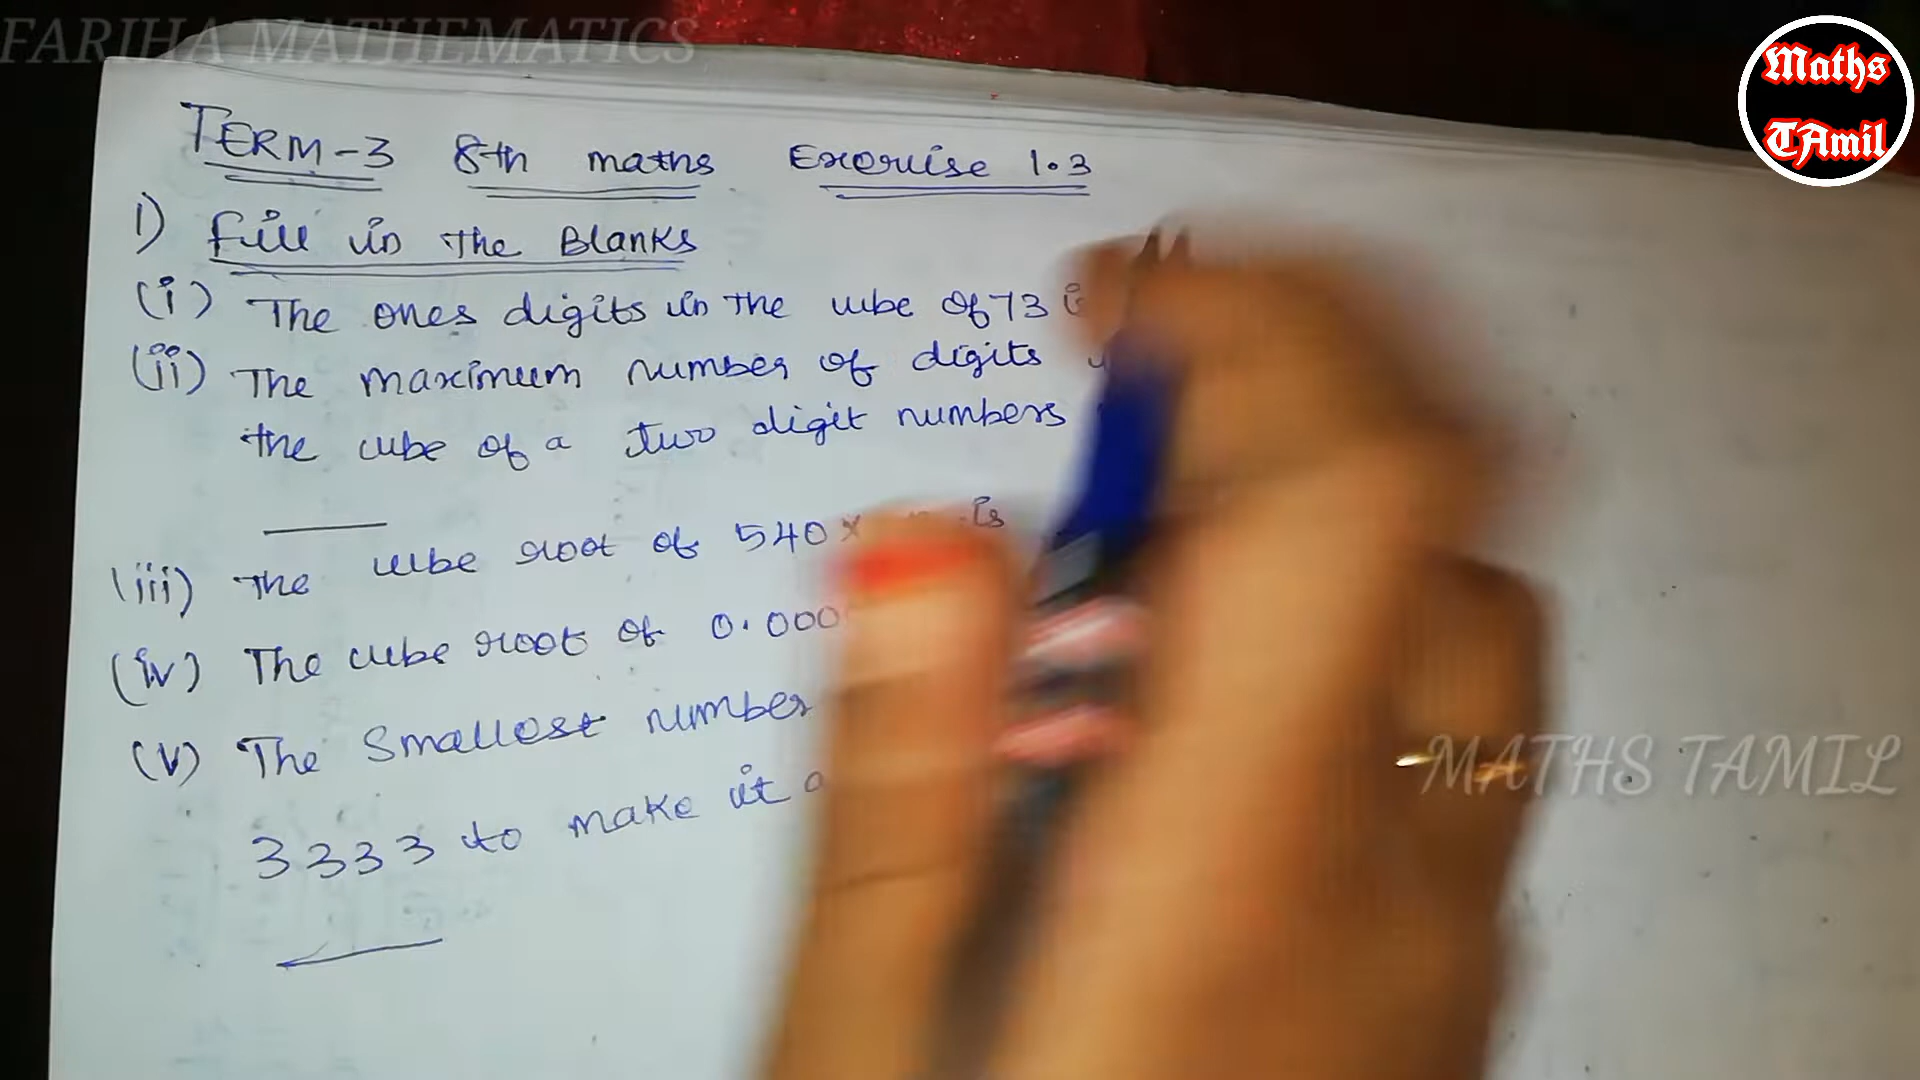 FARIHA MATHEMATICS
Maths
TAmil
TERM-3 8th maths Exercise 1.3
1) Fill in The Blanks
(i) The ones digits in The cube of 73
(ii) The maximum number of digits
the cube of a two digit numbers
(iii) The cube root of 540× is
(iv) The cube root of 0.000
(v) The Smallest number
MATHS TAMIL
3333 to make it